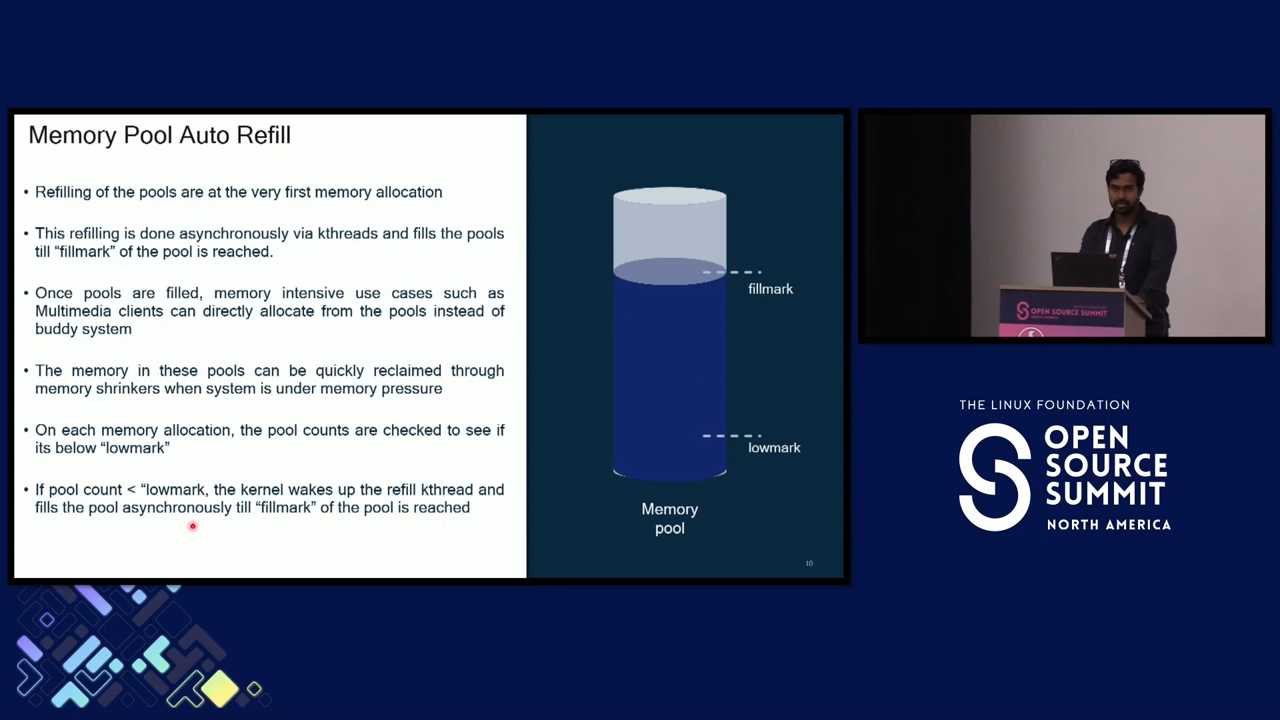 Memory Pool Auto Refill
• Refilling of the pools are at the very first memory allocation
• This refilling is done asynchronously via kthreads and fills the pools
till “fillmark” of the pool is reached.
• Once pools are filled, memory intensive use cases such as
Multimedia clients can directly allocate from the pools instead of
buddy system
• The memory in these pools can be quickly reclaimed through
memory shrinkers when system is under memory pressure
• On each memory allocation, the pool counts are checked to see if
its below “lowmark”
• If pool count < “lowmark, the kernel wakes up the refill kthread and
fills the pool asynchronously till “fillmark” of the pool is reached
fillmark
lowmark
Memory
pool
10
OPEN SOURCE SUMMIT
THE LINUX FOUNDATION
OPEN
SOURCE
SUMMIT
NORTH AMERICA